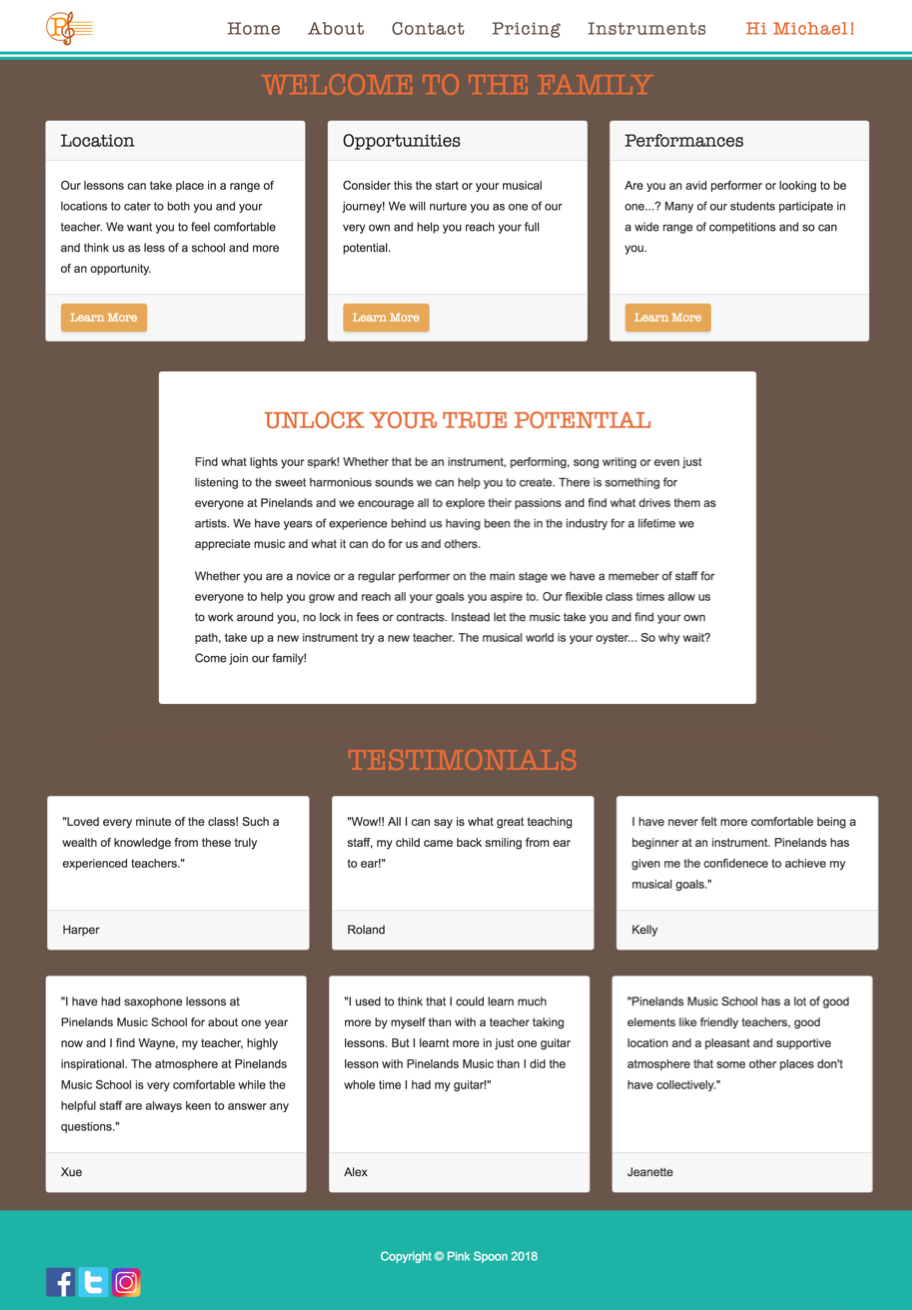 Home About Contact Pricing Instruments Hi Michael!
WELCOME TO THE FAMILY
Location
Our lessons can take place in a range of
locations to cater to both you and your
teacher. We want you to feel comfortable
and think us as less of a school and more
of an opportunity.
Learn More
Opportunities
Consider this the start or your musical
journey! We will nurture you as one of our
very own and help you reach your full
potential.
Learn More
Performances
Are you an avid performer or looking to be
one...? Many of our students participate in
a wide range of competitions and so can
you.
Learn More
UNLOCK YOUR TRUE POTENTIAL
Find what lights your spark! Whether that be an instrument, performing, song writing or even just
listening to the sweet harmonious sounds we can help you to create. There is something for
everyone at Pinelands and we encourage all to explore their passions and find what drives them as
artists. We have years of experience behind us having been the in the industry for a lifetime we
appreciate music and what it can do for us and others.
Whether you are a novice or a regular performer on the main stage we have a memeber of staff for
everyone to help you grow and reach all your goals you aspire to. Our flexible class times allow us
to work around you, no lock in fees or contracts. Instead let the music take you and find your own
path, take up a new instrument try a new teacher. The musical world is your oyster... So why wait?
Come join our family!
TESTIMONIALS
"Loved every minute of the class! Such a
wealth of knowledge from these truly
experienced teachers."
Harper
"Wow!! All I can say is what great teaching
staff, my child came back smiling from ear
to ear!"
Roland
I have never felt more comfortable being a
beginner at an instrument. Pinelands has
given me the confidenece to achieve my
musical goals."
Kelly
"I have had saxophone lessons at
Pinelands Music School for about one year
now and I find Wayne, my teacher, highly
inspirational. The atmosphere at Pinelands
Music School is very comfortable while the
helpful staff are always keen to answer any
questions."
Xue
"I used to think that I could learn much
more by myself than with a teacher taking
lessons. But I learnt more in just one guitar
lesson with Pinelands Music than I did the
whole time I had my guitar!"
Alex
"Pinelands Music School has a lot of good
elements like friendly teachers, good
location and a pleasant and supportive
atmosphere that some other places don't
have collectively."
Jeanette
Copyright © Pink Spoon 2018